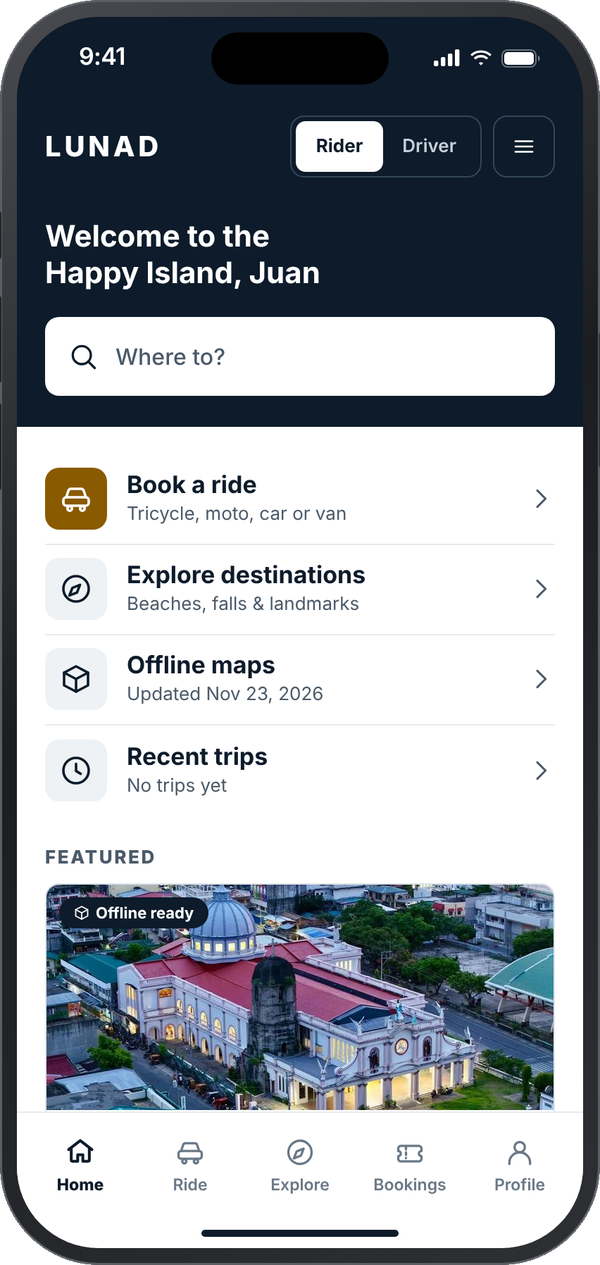 9:41
LUNAD
Rider
Driver
Welcome to the
Happy Island, Juan
Where to?
Book a ride
Tricycle, moto, car or van
Explore destinations
Beaches, falls & landmarks
Offline maps
Updated Nov 23, 2026
Recent trips
No trips yet
FEATURED
Offline ready
Home
Ride
Explore
Bookings
Profile